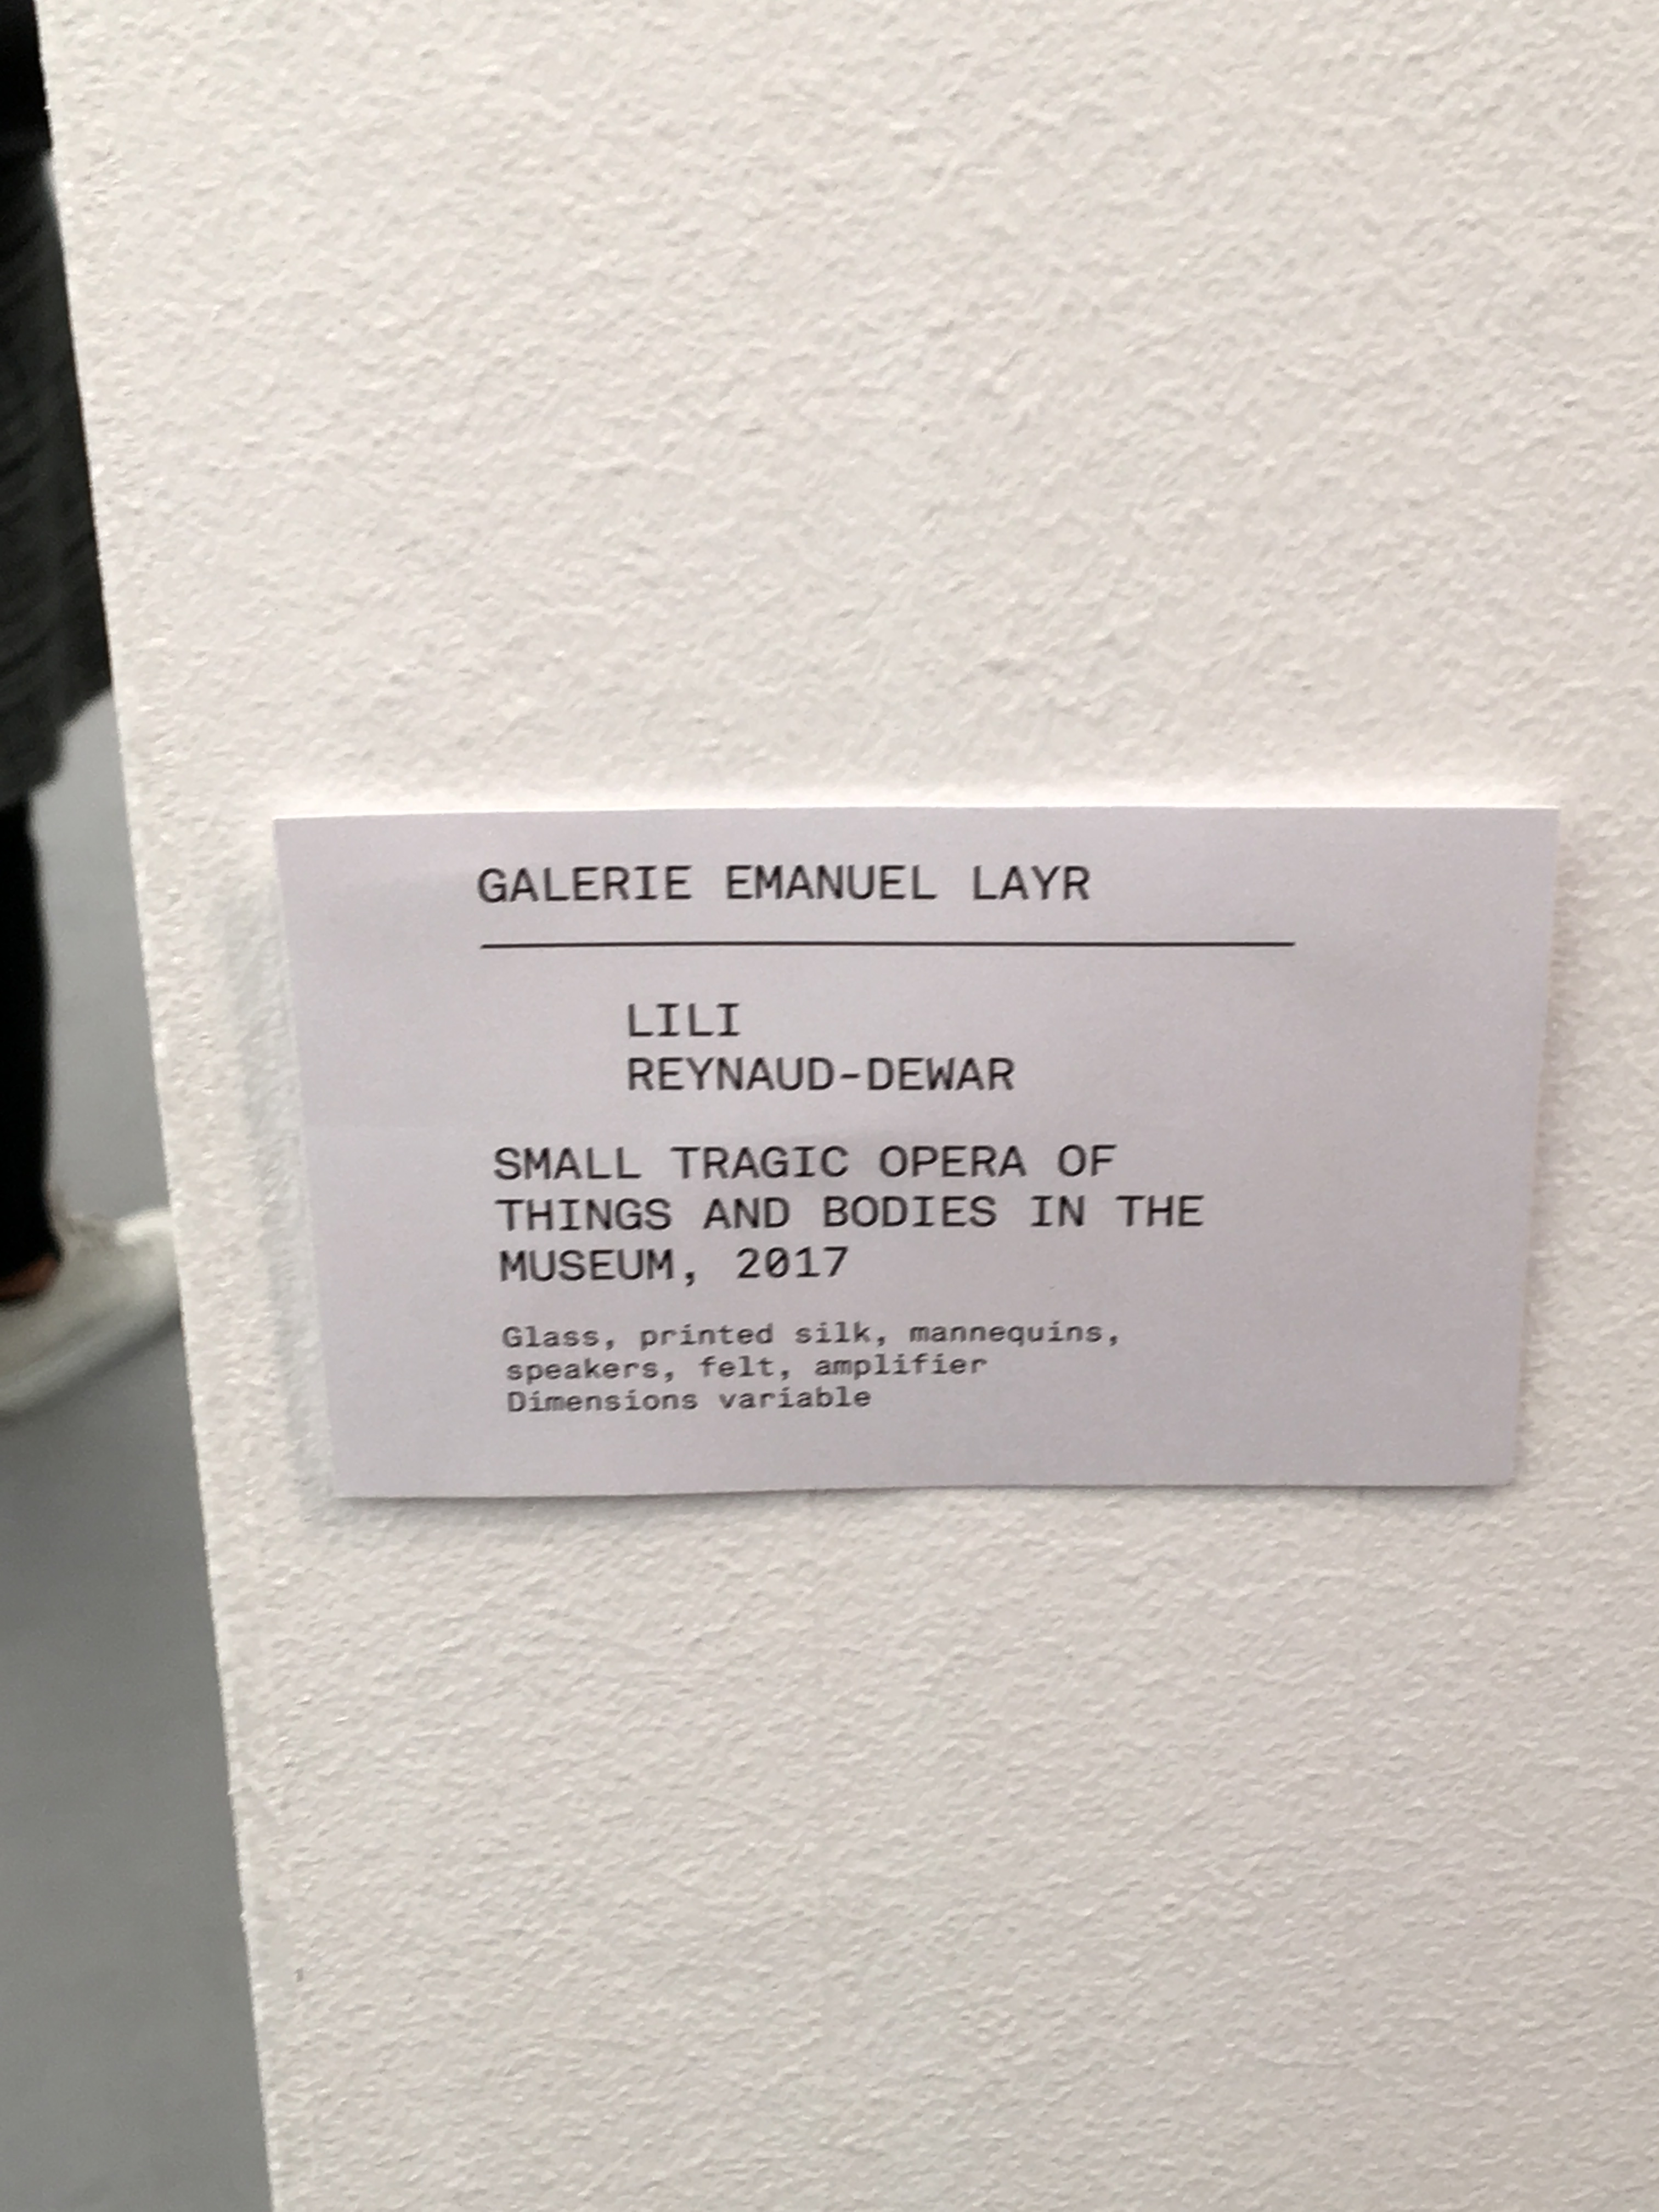 GALERIE EMANUEL LAYR
LILI
REYNAUD-DEWAR
SMALL TRAGIC OPERA OF
THINGS AND BODIES IN THE
MUSEUM, 2017
Glass, printed silk, mannequins,
speakers, felt, amplifier
Dimensions variable